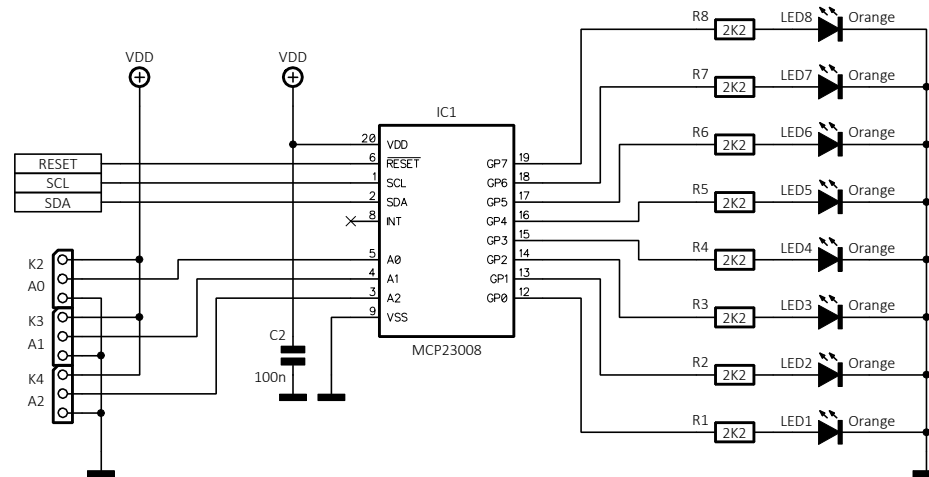 R8 2K2 LED8 Orange
VDD VDD
R7 2K2 LED7 Orange
IC1
R6 2K2 LED6 Orange
20 VDD
RESET 6 RESET GP7 19
SCL 1 SCL GP6 18
SDA 2 SDA GP5 17
R5 2K2 LED5 Orange
8 INT GP4 16
GP3 15
R4 2K2 LED4 Orange
K2 5 A0 GP2 14
A0 4 A1 GP1 13
3 A2 GP0 12
R3 2K2 LED3 Orange
K3 9 VSS
A1
C2 MCP23008
R2 2K2 LED2 Orange
K4 100n
A2
R1 2K2 LED1 Orange